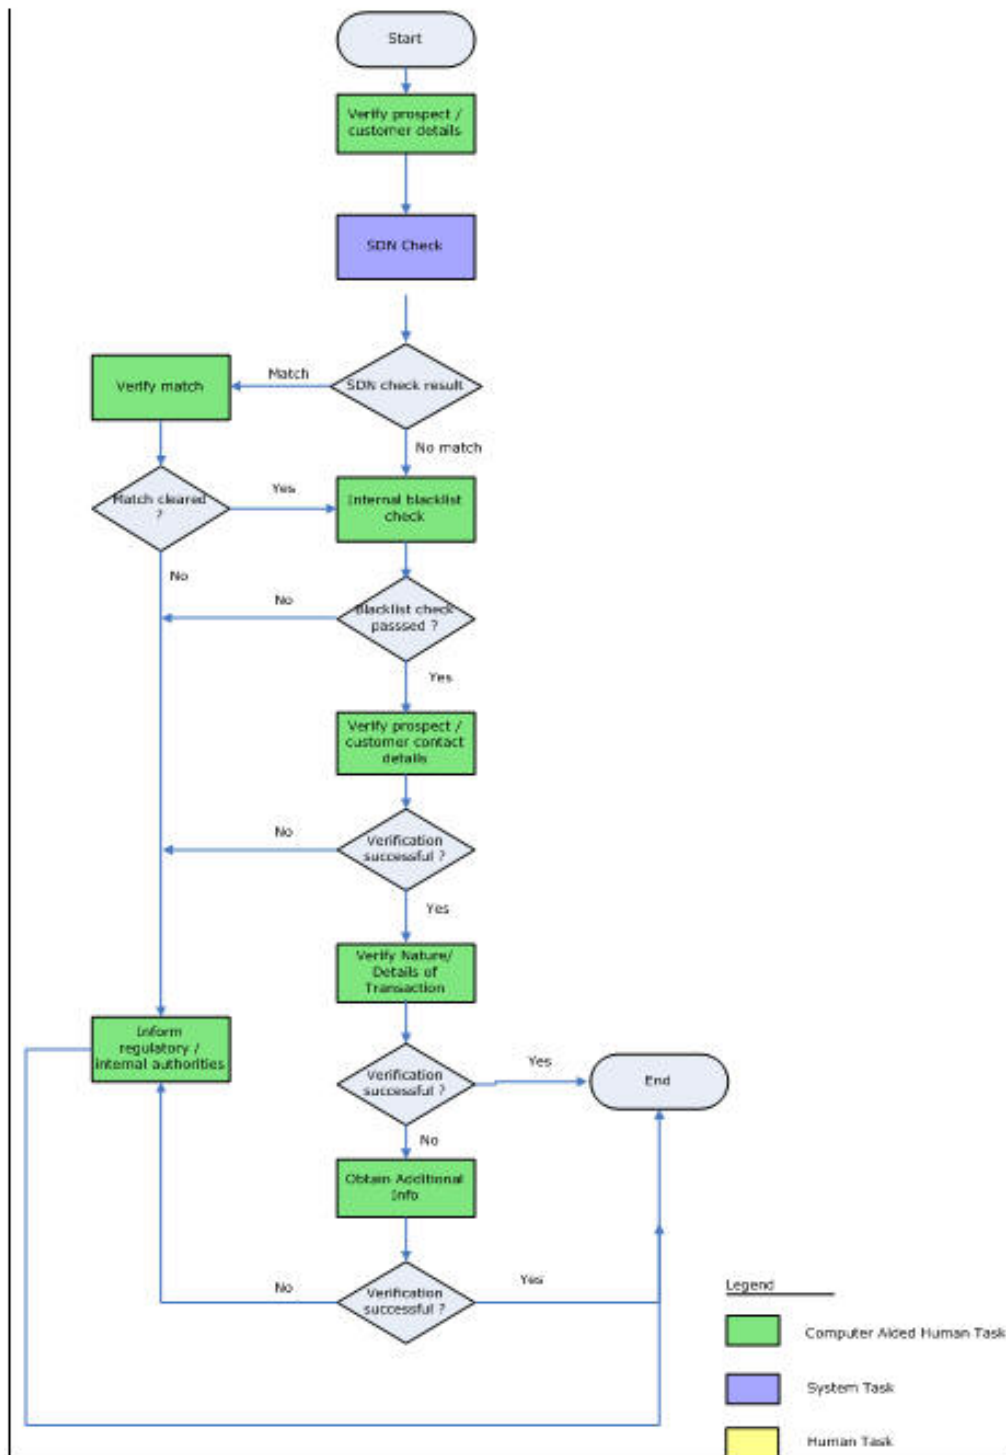 Start
Verify prospect /
customer details
SDN Check
SDN check result
Match
Verify match
No match
Match cleared
?
Yes
Internal blacklist
check
No
No
Blacklist check
passsed ?
Yes
Verify prospect /
customer contact
details
No
Verification
successful ?
Yes
Verify Nature/
Details of
Transaction
Inform
regulatory /
internal authorities
Verification
successful ?
Yes
End
No
Obtain Additional
Info
No
Verification
successful ?
Yes
Legend
Computer Aided Human Task
System Task
Human Task